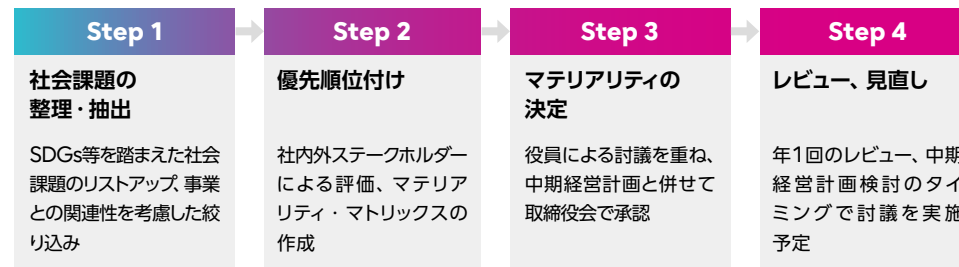 Step 1
社会課題の
整理・抽出
SDGs等を踏まえた社会
課題のリストアップ、事業
との関連性を考慮した絞
り込み
Step 2
優先順位付け
社内外ステークホルダー
による評価、マテリア
リティ・マトリックスの
作成
Step 3
マテリアリティの
決定
役員による討議を重ね、
中期経営計画と併せて
取締役会で承認
Step 4
レビュー、見直し
年1回のレビュー、中期
経営計画検討のタイ
ミングで討議を実施
予定